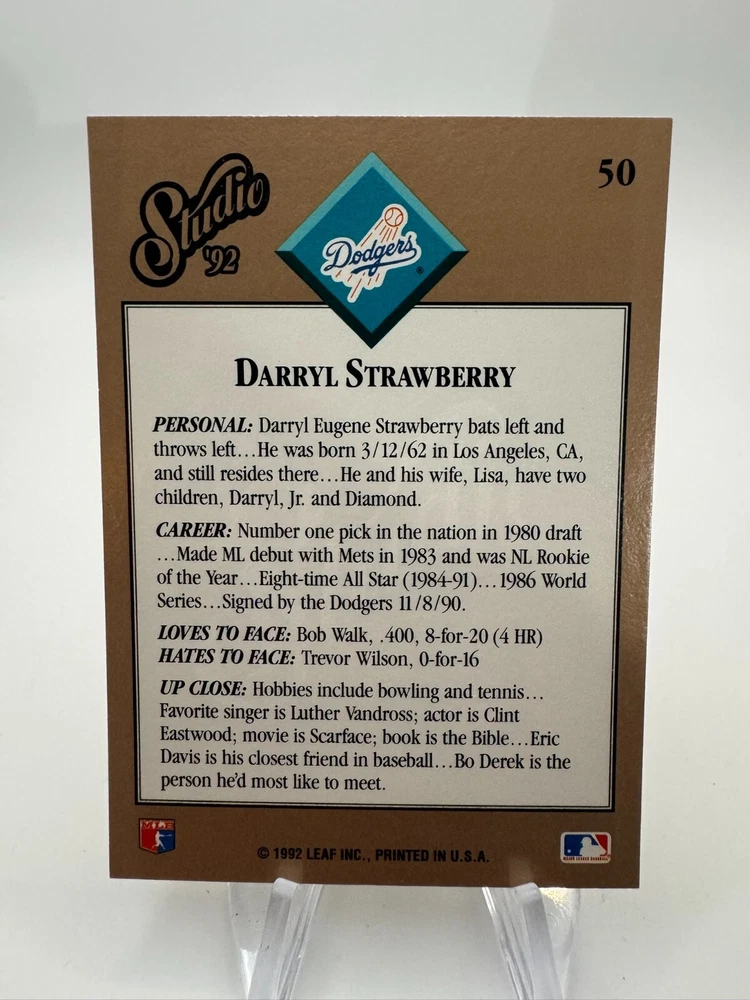 Studio '92
50
Dodgers ®
DARRYL STRAWBERRY
PERSONAL: Darryl Eugene Strawberry bats left and
throws left...He was born 3/12/62 in Los Angeles, CA,
and still resides there...He and his wife, Lisa, have two
children, Darryl, Jr. and Diamond.
CAREER: Number one pick in the nation in 1980 draft
...Made ML debut with Mets in 1983 and was NL Rookie
of the Year...Eight-time All Star (1984-91)...1986 World
Series...Signed by the Dodgers 11/8/90.
LOVES TO FACE: Bob Walk, .400, 8-for-20 (4 HR)
HATES TO FACE: Trevor Wilson, 0-for-16
UP CLOSE: Hobbies include bowling and tennis...
Favorite singer is Luther Vandross; actor is Clint
Eastwood; movie is Scarface; book is the Bible...Eric
Davis is his closest friend in baseball...Bo Derek is the
person he'd most like to meet.
© 1992 LEAF INC., PRINTED IN U.S.A.
MAJOR LEAGUE BASEBALL